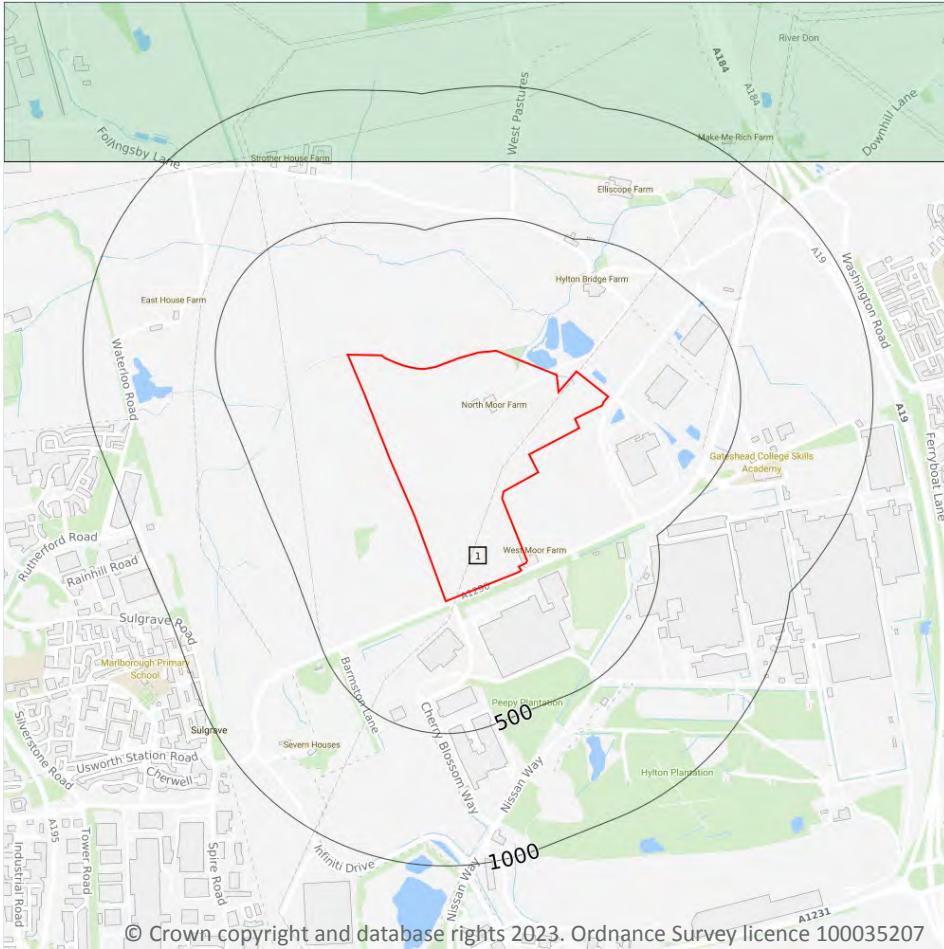 River Don
A184
A184
West Pastures
Downhill Lane
Make-Me-Rich Farm
Follingsby Lane
Strother House Farm
Elliscope Farm
A19
Washington Road
Hylton Bridge Farm
East House Farm
Waterloo Road
North Moor Farm
A19
Ferryboat Lane
Gateshead College Skills
Academy
Rutherford Road
Rainhill Road
1
West Moor Farm
A1290
Sulgrave Road
Marlborough Primary
School
Barmston Lane
Peepy Plantation
500
Silverstone Road
Sulgrave
Severn Houses
Cherry Blossom Way
Usworth Station Road
Cherwell
Nissan Way
Hylton Plantation
A195
Tower Road
Industrial Road
Spire Road
Infiniti Drive
1000
Nissan Way
A1231
© Crown copyright and database rights 2023. Ordnance Survey licence 100035207